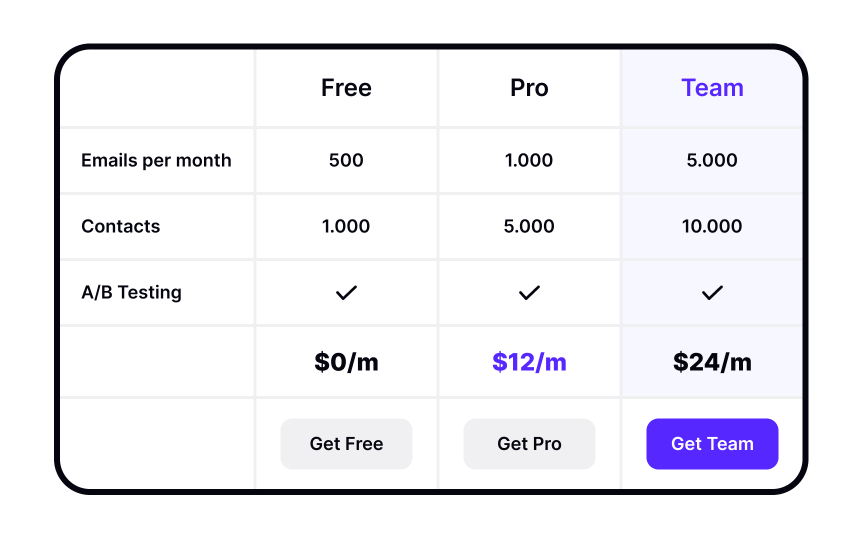 Free Pro Team
Emails per month 500 1.000 5.000
Contacts 1.000 5.000 10.000
A/B Testing
$0/m $12/m $24/m
Get Free Get Pro Get Team